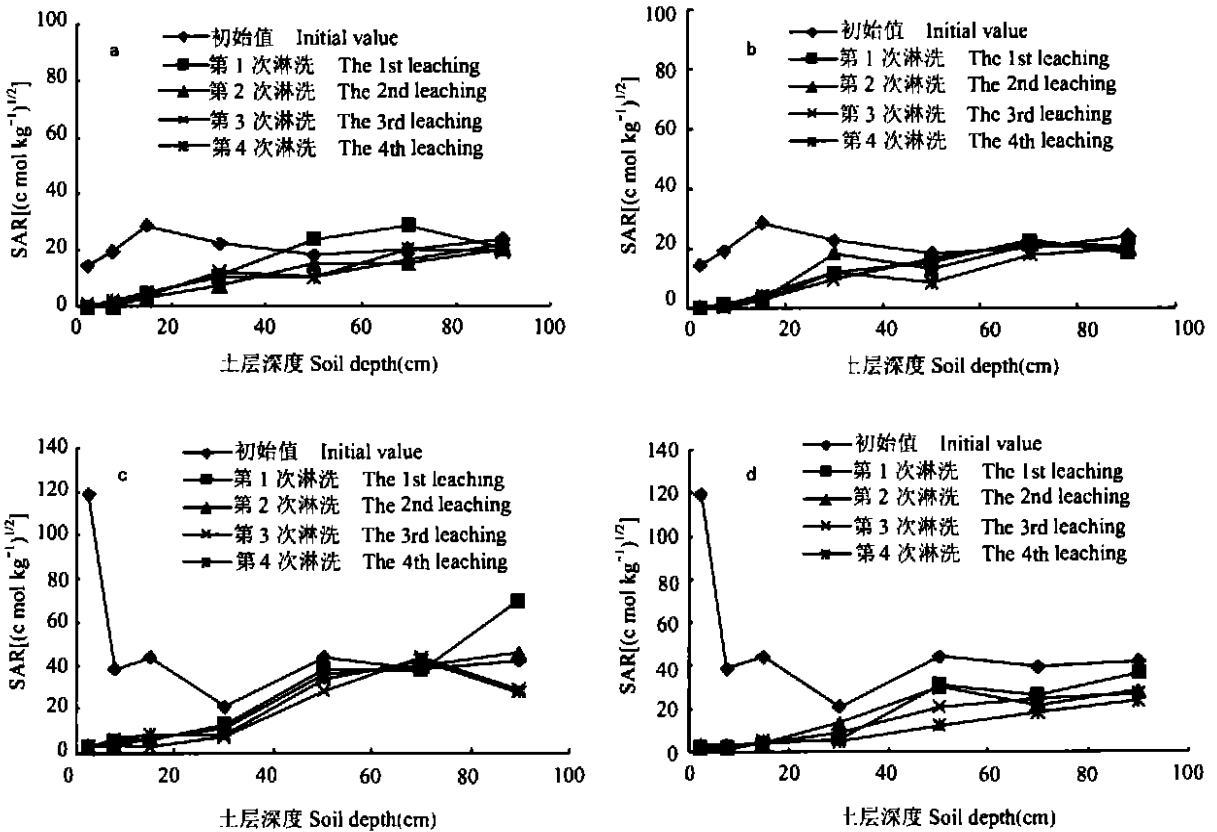 a
初始值 Initial value
第 1 次淋洗 The 1st leaching
第 2 次淋洗 The 2nd leaching
第 3 次淋洗 The 3rd leaching
第 4 次淋洗 The 4th leaching
SAR[(c mol kg⁻¹)¹/²]
100
80
60
40
20
0
0 20 40 60 80 100
土层深度 Soil depth(cm)
b
初始值 Initial value
第 1 次淋洗 The 1st leaching
第 2 次淋洗 The 2nd leaching
第 3 次淋洗 The 3rd leaching
第 4 次淋洗 The 4th leaching
SAR[(c mol kg⁻¹)¹/²]
100
80
60
40
20
0
0 20 40 60 80 100
土层深度 Soil depth(cm)
c
初始值 Initial value
第 1 次淋洗 The 1st leaching
第 2 次淋洗 The 2nd leaching
第 3 次淋洗 The 3rd leaching
第 4 次淋洗 The 4th leaching
SAR[(c mol kg⁻¹)¹/²]
140
120
100
80
60
40
20
0
0 20 40 60 80 100
土层深度 Soil depth(cm)
d
初始值 Initial value
第 1 次淋洗 The 1st leaching
第 2 次淋洗 The 2nd leaching
第 3 次淋洗 The 3rd leaching
第 4 次淋洗 The 4th leaching
SAR[(c mol kg⁻¹)¹/²]
140
120
100
80
60
40
20
0
0 20 40 60 80 100
土层深度 Soil depth(cm)